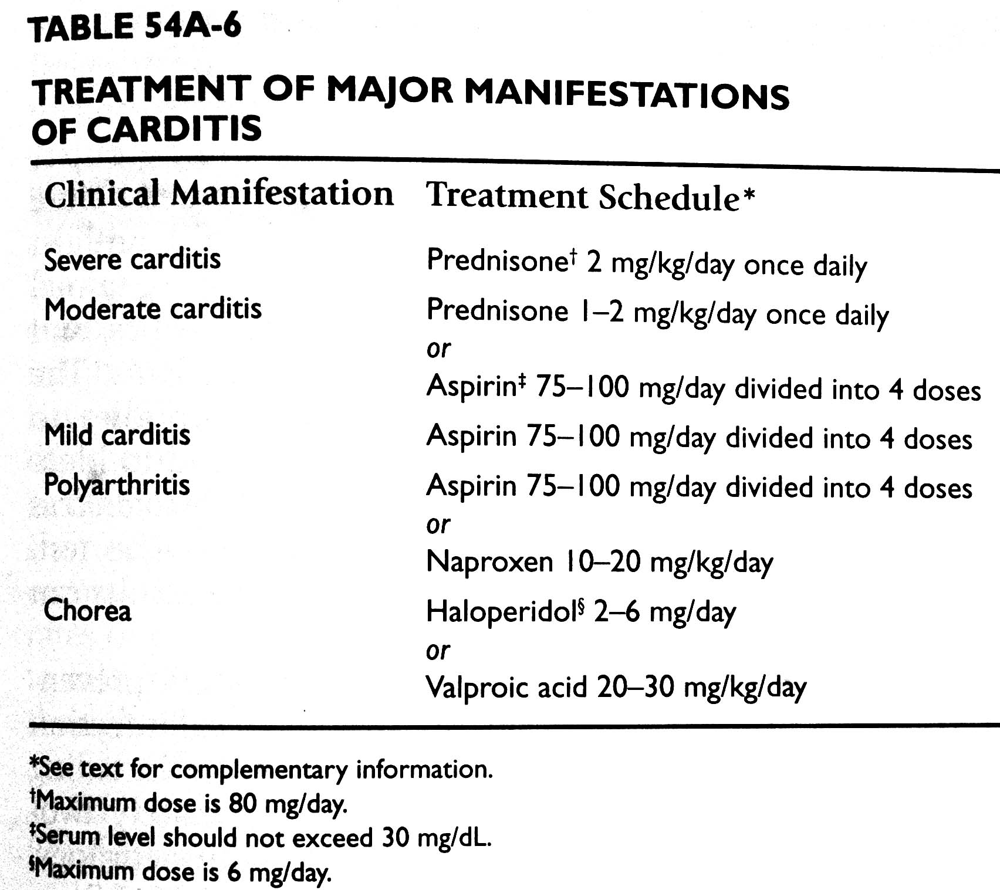 TABLE 54A-6
TREATMENT OF MAJOR MANIFESTATIONS
OF CARDITIS
Clinical Manifestation Treatment Schedule*
Severe carditis Prednisone† 2 mg/kg/day once daily
Moderate carditis Prednisone 1–2 mg/kg/day once daily
or
Aspirin‡ 75–100 mg/day divided into 4 doses
Mild carditis Aspirin 75–100 mg/day divided into 4 doses
Polyarthritis Aspirin 75–100 mg/day divided into 4 doses
or
Naproxen 10–20 mg/kg/day
Chorea Haloperidol§ 2–6 mg/day
or
Valproic acid 20–30 mg/kg/day
*See text for complementary information.
†Maximum dose is 80 mg/day.
‡Serum level should not exceed 30 mg/dL.
§Maximum dose is 6 mg/day.